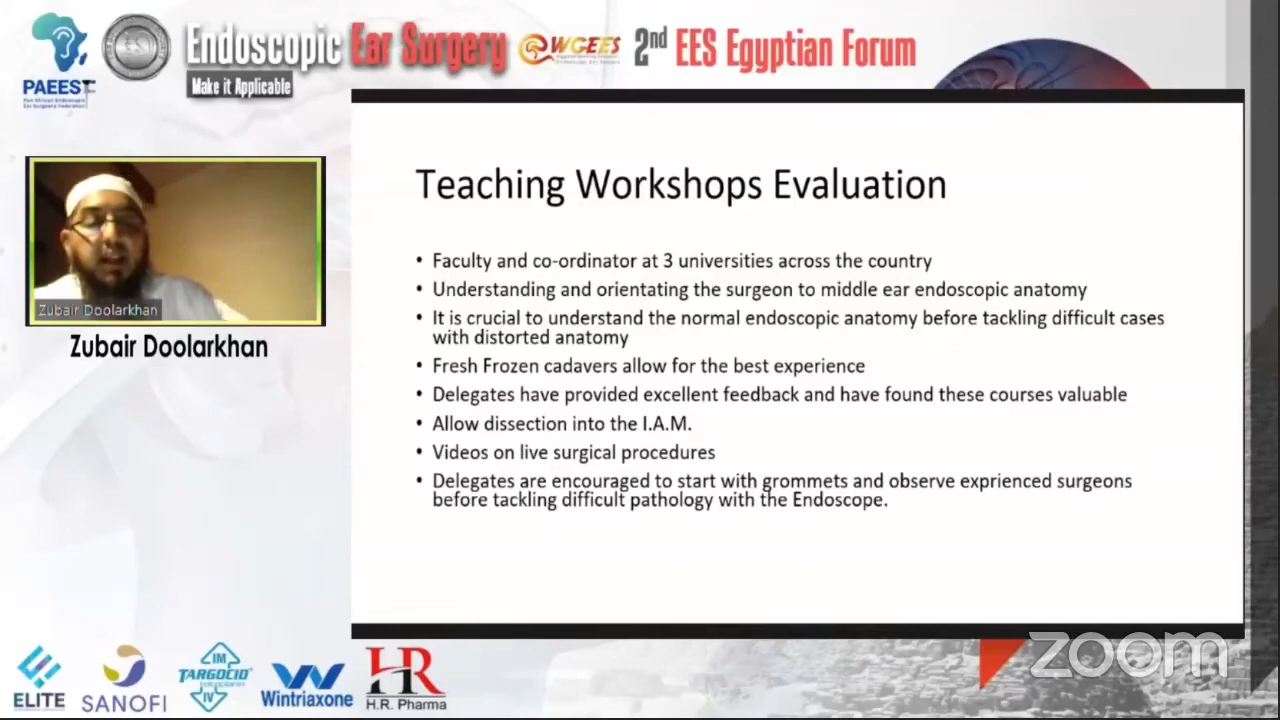 PAEEST
Endoscopic Ear Surgery
Make it Applicable
WGEES
2nd EES Egyptian Forum
Teaching Workshops Evaluation
• Faculty and co-ordinator at 3 universities across the country
• Understanding and orientating the surgeon to middle ear endoscopic anatomy
• It is crucial to understand the normal endoscopic anatomy before tackling difficult cases
with distorted anatomy
• Fresh Frozen cadavers allow for the best experience
• Delegates have provided excellent feedback and have found these courses valuable
• Allow dissection into the I.A.M.
• Videos on live surgical procedures
• Delegates are encouraged to start with grommets and observe exprienced surgeons
before tackling difficult pathology with the Endoscope.
Zubair Doolarkhan
Zubair Doolarkhan
ELITE
SANOFI
IM
TARGOCID
IV
Wintriaxone
HR
H.R. Pharma
zoom